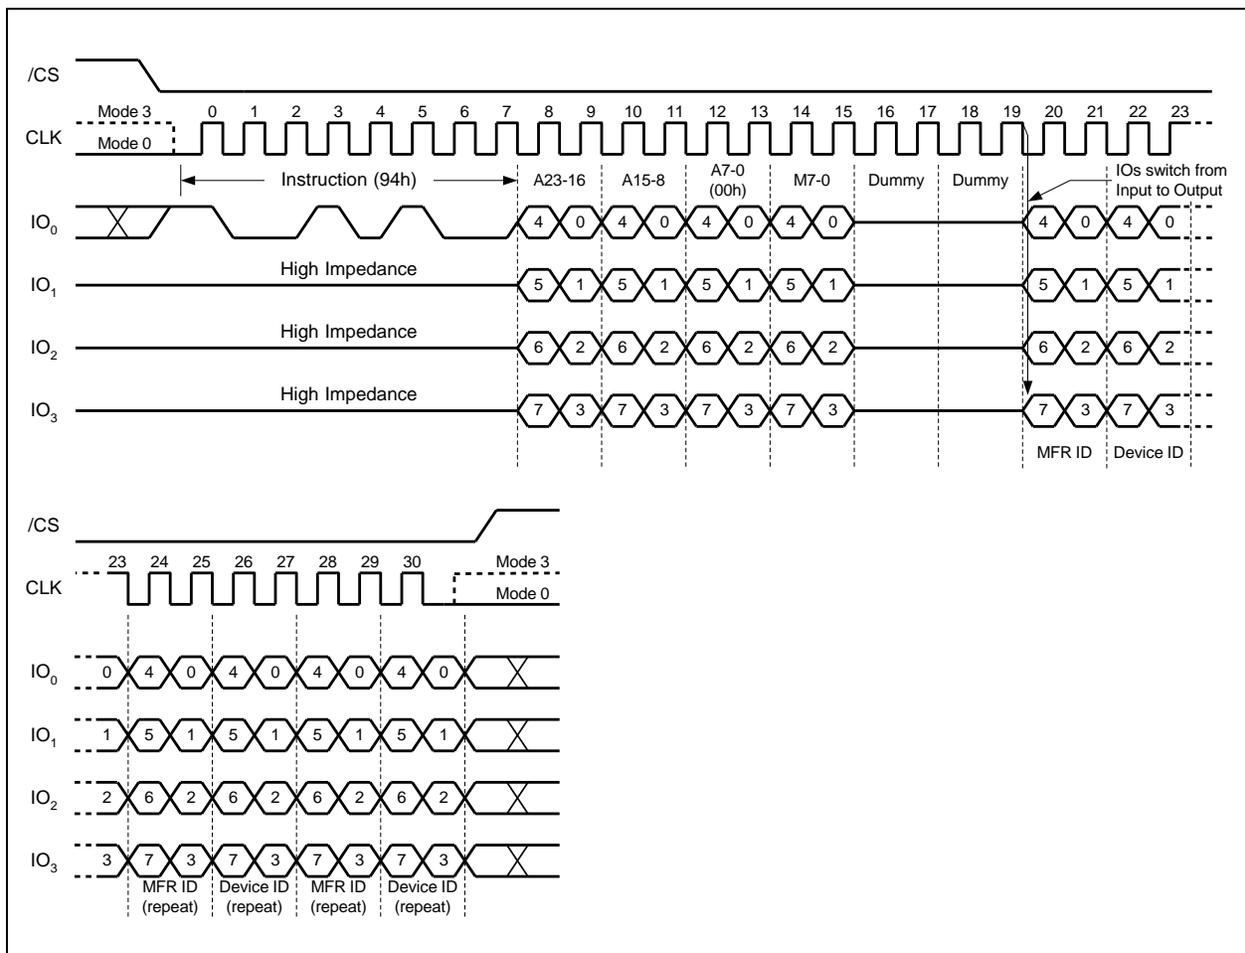 /CS
Mode 3 0 1 2 3 4 5 6 7 8 9 10 11 12 13 14 15 16 17 18 19 20 21 22 23
CLK
Mode 0
Instruction (94h) A23-16 A15-8 A7-0 M7-0 Dummy Dummy IOs switch from
(00h) Input to Output
IO0 4 0 4 0 4 0 4 0 4 0 4 0
High Impedance
IO1 5 1 5 1 5 1 5 1 5 1 5 1
High Impedance
IO2 6 2 6 2 6 2 6 2 6 2 6 2
High Impedance
IO3 7 3 7 3 7 3 7 3 7 3 7 3
MFR ID Device ID
/CS
23 24 25 26 27 28 29 30 Mode 3
CLK
Mode 0
IO0 0 4 0 4 0 4 0 4 0
IO1 1 5 1 5 1 5 1 5 1
IO2 2 6 2 6 2 6 2 6 2
IO3 3 7 3 7 3 7 3 7 3
MFR ID Device ID MFR ID Device ID
(repeat) (repeat) (repeat) (repeat)